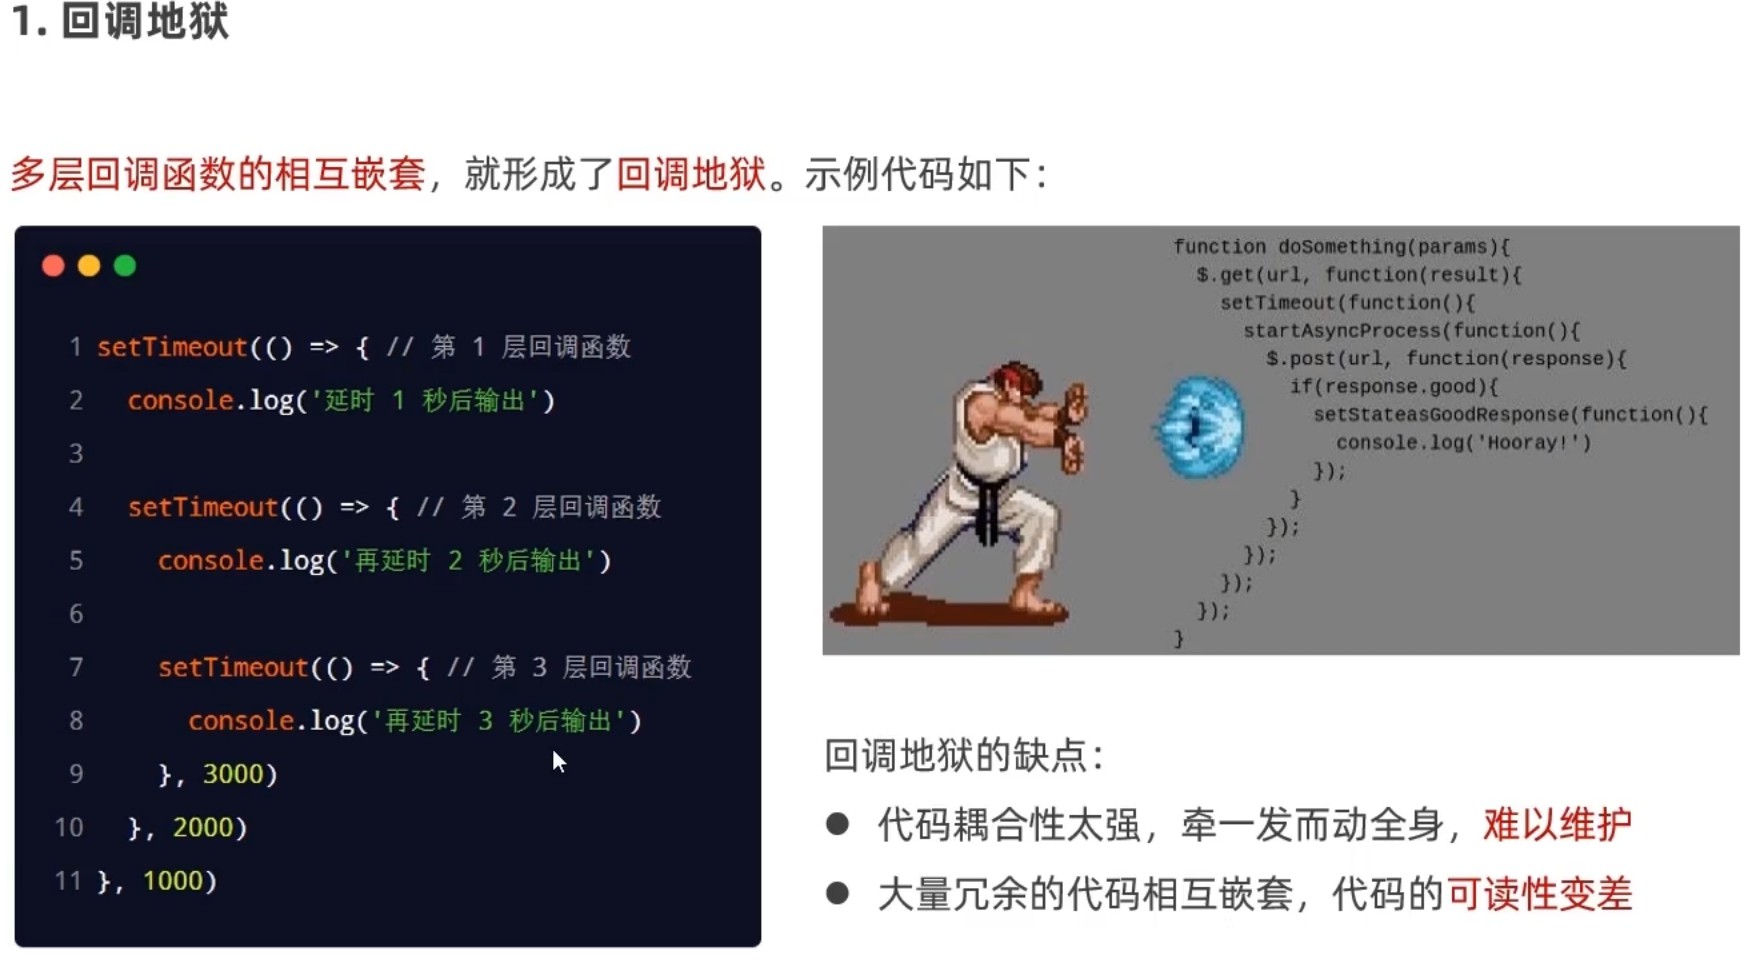 1. 回调地狱
多层回调函数的相互嵌套，就形成了回调地狱。示例代码如下：
1 setTimeout(() => { // 第 1 层回调函数
2   console.log('延时 1 秒后输出')
3
4   setTimeout(() => { // 第 2 层回调函数
5     console.log('再延时 2 秒后输出')
6
7     setTimeout(() => { // 第 3 层回调函数
8       console.log('再延时 3 秒后输出')
9     }, 3000)
10   }, 2000)
11 }, 1000)
function doSomething(params){
  $.get(url, function(result){
    setTimeout(function(){
      startAsyncProcess(function(){
        $.post(url, function(response){
          if(response.good){
            setStateasGoodResponse(function(){
              console.log('Hooray!')
            });
          }
        });
      });
    });
  });
}
回调地狱的缺点：
● 代码耦合性太强，牵一发而动全身，难以维护
● 大量冗余的代码相互嵌套，代码的可读性变差